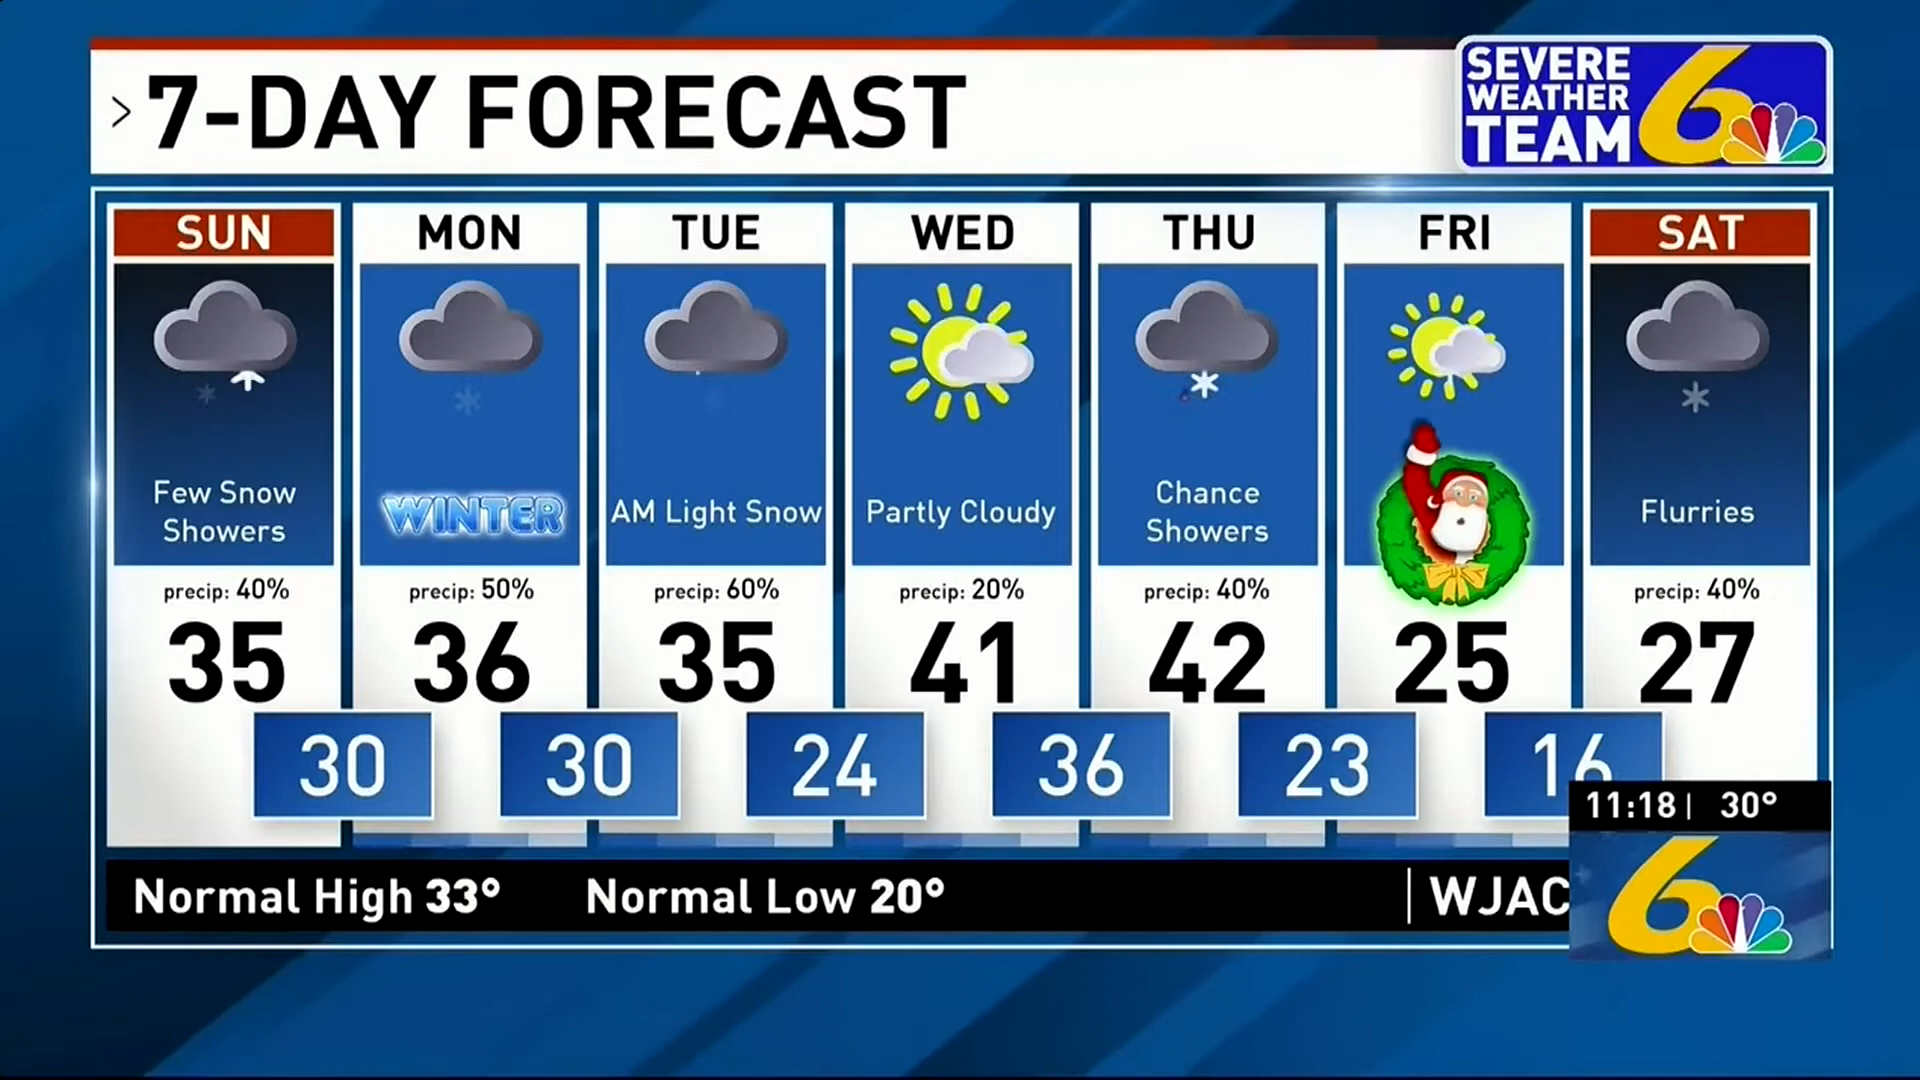 > 7-DAY FORECAST
SEVERE
WEATHER
TEAM 6
SUN MON TUE WED THU FRI SAT
Few Snow
Showers
WINTER
AM Light Snow
Partly Cloudy
Chance
Showers
Flurries
precip: 40% precip: 50% precip: 60% precip: 20% precip: 40% precip: 40%
35 36 35 41 42 25 27
30 30 24 36 23 16
11:18 | 30°
Normal High 33° Normal Low 20° | WJAC
6